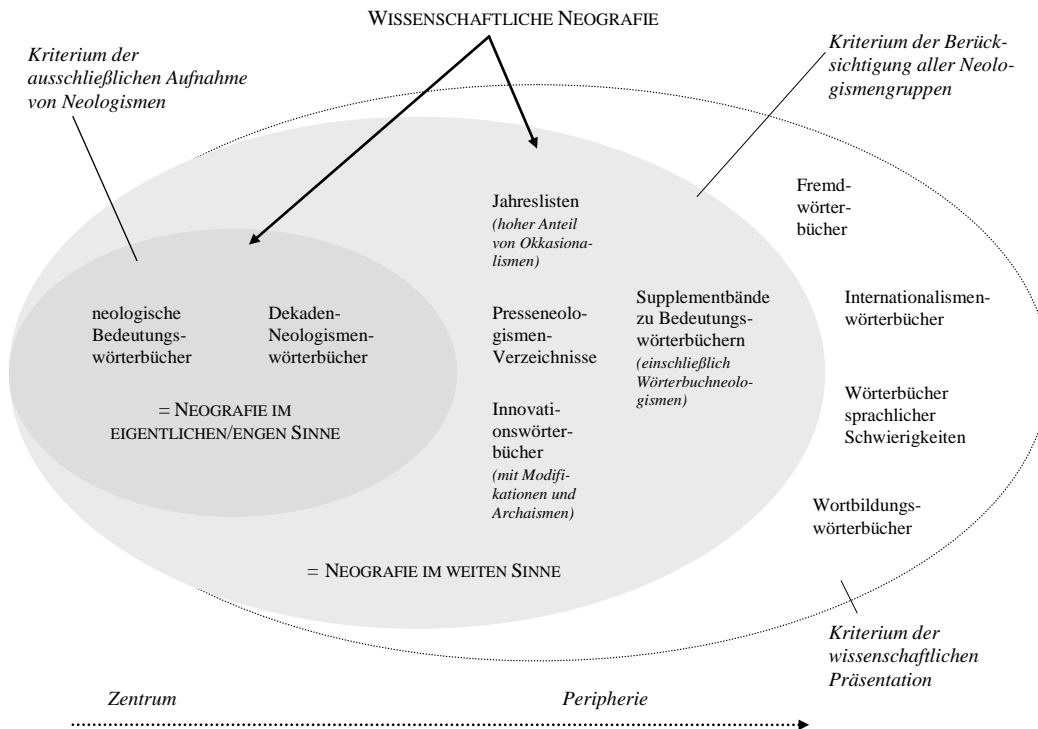 WISSENSCHAFTLICHE NEOGRAFIE
Kriterium der
ausschließlichen Aufnahme
von Neologismen
Kriterium der Berück-
sichtigung aller Neolo-
gismengruppen
Jahreslisten
(hoher Anteil
von Okkasiona-
lismen)
Fremd-
wörter-
bücher
neologische
Bedeutungs-
wörterbücher
Dekaden-
Neologismen-
wörterbücher
= NEOGRAFIE IM
EIGENTLICHEN/ENGEN SINNE
Presseneolo-
gismen-
Verzeichnisse
Supplementbände
zu Bedeutungs-
wörterbüchern
(einschließlich
Wörterbuchneolo-
gismen)
Internationalismen-
wörterbücher
Innovati-
onswörter-
bücher
(mit Modifi-
kationen und
Archaismen)
Wörterbücher
sprachlicher
Schwierigkeiten
Wortbildungs-
wörterbücher
= NEOGRAFIE IM WEITEN SINNE
Kriterium der
wissenschaftlichen
Präsentation
Zentrum
Peripherie